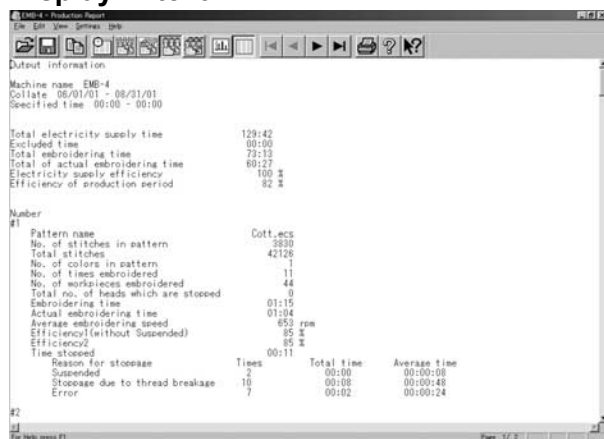 EMB-4 - Production Report
File Edit View Settings Help
Output information
Machine name EMB-4
Collate 06/01/01 - 08/31/01
Specified time 00:00 - 00:00
Total electricity supply time 129:42
Excluded time 00:00
Total embroidering time 73:13
Total of actual embroidering time 60:27
Electricity supply efficiency 100 %
Efficiency of production period 82 %
Number
#1
Pattern name Cott.ecs
No. of stitches in pattern 3830
Total stitches 42126
No. of colors in pattern 1
No. of times embroidered 11
No. of workpieces embroidered 44
Total no. of heads which are stopped 0
Embroidering time 01:15
Actual embroidering time 01:04
Average embroidering speed 653 rpm
Efficiency1(without Suspended) 85 %
Efficiency2 85 %
Time stopped 00:11
Reason for stoppage Times Total time Average time
Suspended 2 00:00 00:00:08
Stoppage due to thread breakage 10 00:08 00:00:48
Error 7 00:02 00:00:24
#2
For Help, press F1